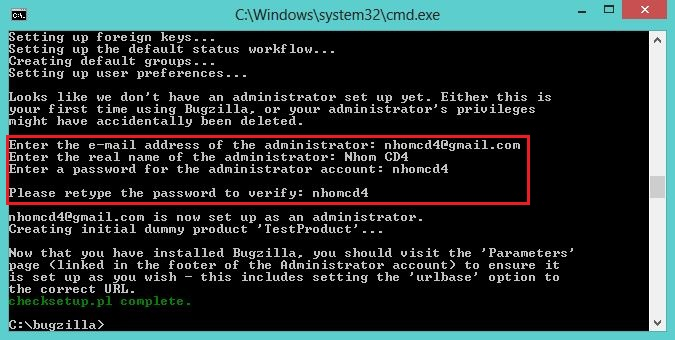 C:\Windows\system32\cmd.exe
Setting up foreign keys...
Setting up the default status workflow...
Creating default groups...
Setting up user preferences...
Looks like we don't have an administrator set up yet. Either this is
your first time using Bugzilla, or your administrator's privileges
might have accidentally been deleted.
Enter the e-mail address of the administrator: nhomcd4@gmail.com
Enter the real name of the administrator: Nhom CD4
Enter a password for the administrator account: nhomcd4
Please retype the password to verify: nhomcd4
nhomcd4@gmail.com is now set up as an administrator.
Creating initial dummy product 'TestProduct'...
Now that you have installed Bugzilla, you should visit the 'Parameters'
page (linked in the footer of the Administrator account) to ensure it
is set up as you wish - this includes setting the 'urlbase' option to
the correct URL.
checksetup.pl complete.
C:\bugzilla>